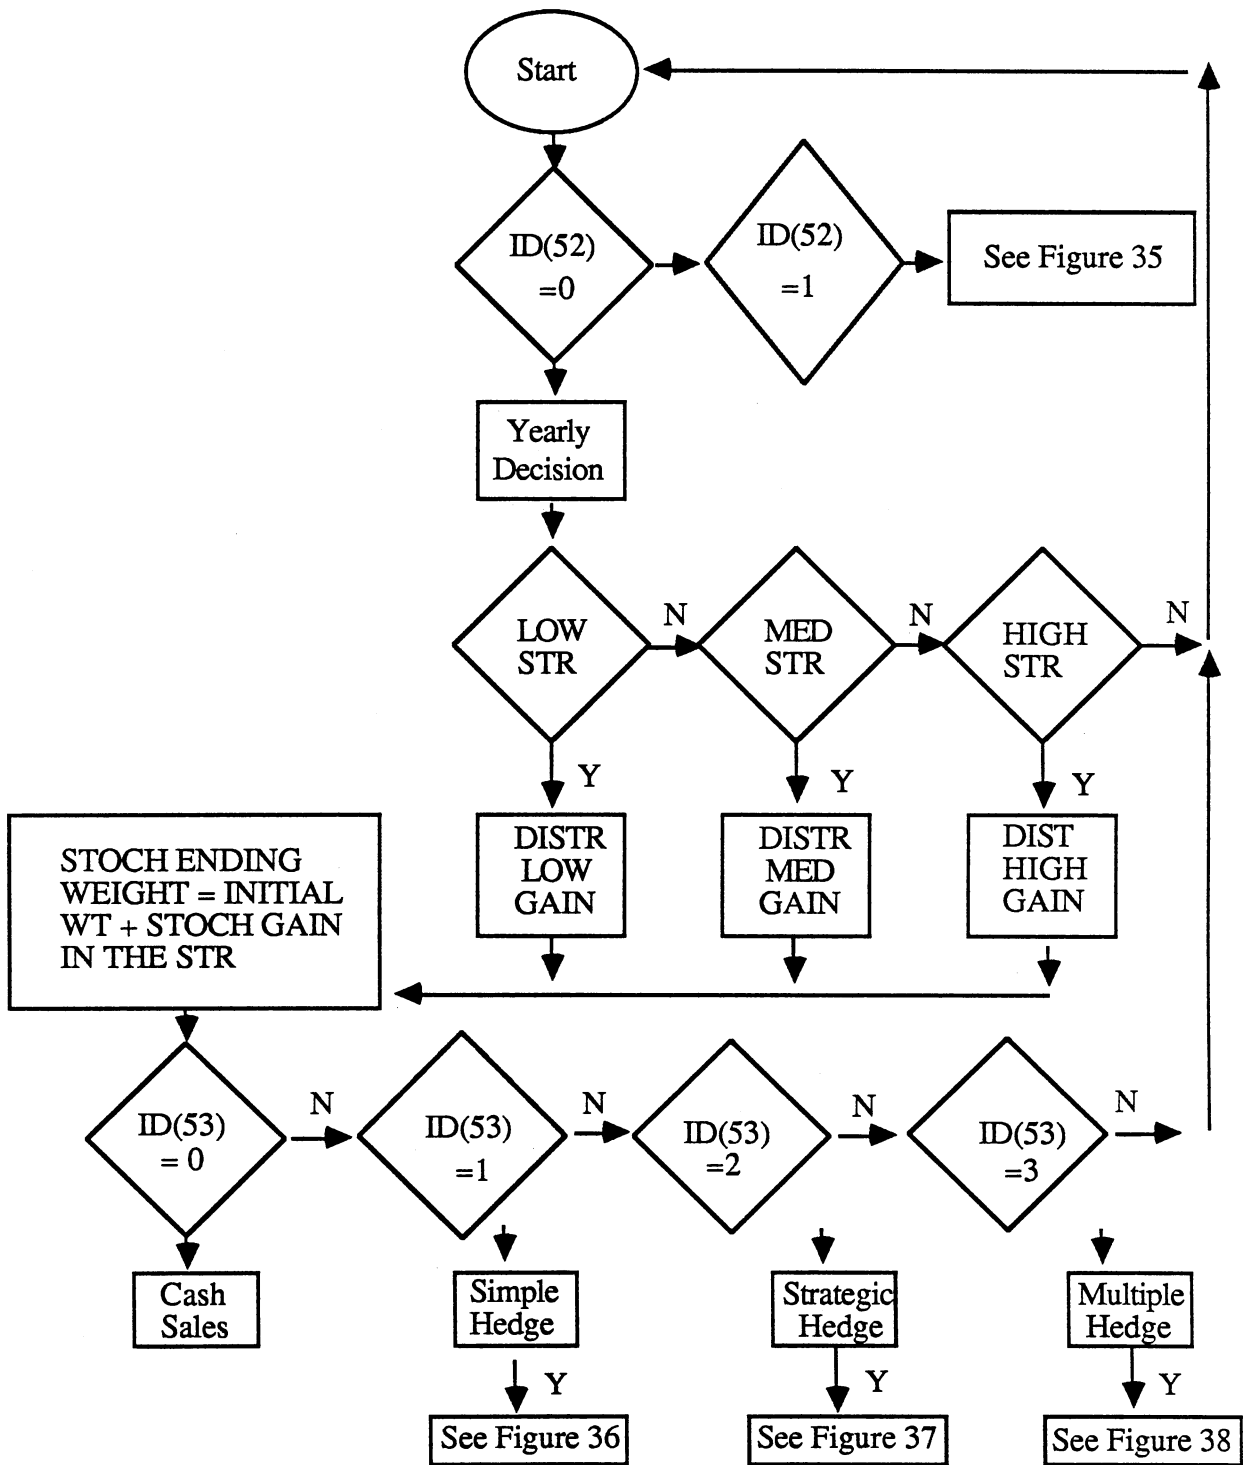 Start
ID(52)
=0
ID(52)
=1
See Figure 35
Yearly
Decision
LOW
STR
N
MED
STR
N
HIGH
STR
N
Y
Y
Y
DISTR
LOW
GAIN
DISTR
MED
GAIN
DIST
HIGH
GAIN
STOCH ENDING
WEIGHT = INITIAL
WT + STOCH GAIN
IN THE STR
ID(53)
= 0
N
ID(53)
=1
N
ID(53)
=2
N
ID(53)
=3
N
Cash
Sales
Simple
Hedge
Strategic
Hedge
Multiple
Hedge
Y
Y
Y
See Figure 36
See Figure 37
See Figure 38